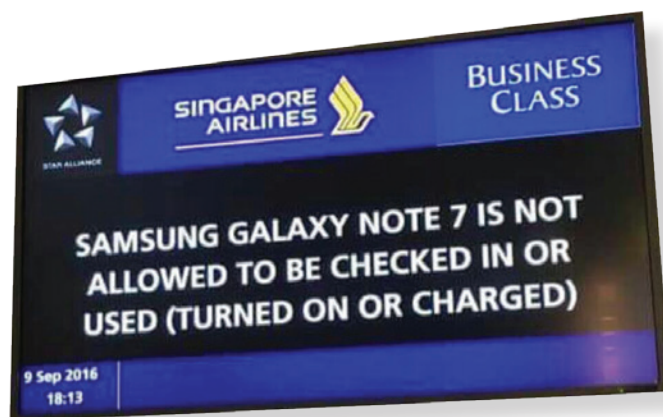 STAR ALLIANCE
SINGAPORE
AIRLINES
BUSINESS
CLASS
SAMSUNG GALAXY NOTE 7 IS NOT
ALLOWED TO BE CHECKED IN OR
USED (TURNED ON OR CHARGED)
9 Sep 2016
18:13